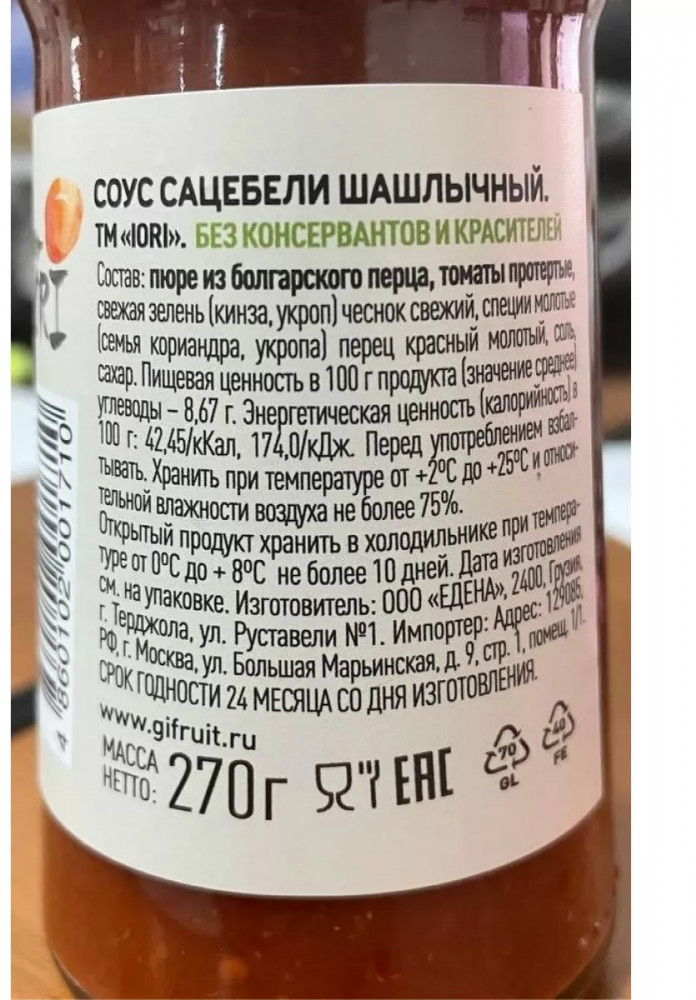 СОУС САЦЕБЕЛИ ШАШЛЫЧНЫЙ.
ТМ «IORI». БЕЗ КОНСЕРВАНТОВ И КРАСИТЕЛЕЙ
Состав: пюре из болгарского перца, томаты протертые,
свежая зелень (кинза, укроп) чеснок свежий, специи молотые
(семья кориандра, укропа) перец красный молотый, соль,
сахар. Пищевая ценность в 100 г продукта (значение среднее)
углеводы – 8,67 г. Энергетическая ценность (калорийность) в
100 г: 42,45/кКал, 174,0/кДж. Перед употреблением взбал-
тывать. Хранить при температуре от +2°С до +25°С и относи-
тельной влажности воздуха не более 75%.
Открытый продукт хранить в холодильнике при темпера-
туре от 0°С до + 8°С не более 10 дней. Дата изготовления
см. на упаковке. Изготовитель: ООО «ЕДЕНА», 2400, Грузия,
г. Терджола, ул. Руставели №1. Импортер: Адрес: 129085,
РФ, г. Москва, ул. Большая Марьинская, д. 9, стр. 1, помещ. 1/1.
СРОК ГОДНОСТИ 24 МЕСЯЦА СО ДНЯ ИЗГОТОВЛЕНИЯ.
www.gifruit.ru
МАССА
НЕТТО: 270г EAC
70
GL
40
FE
4 860102 001710